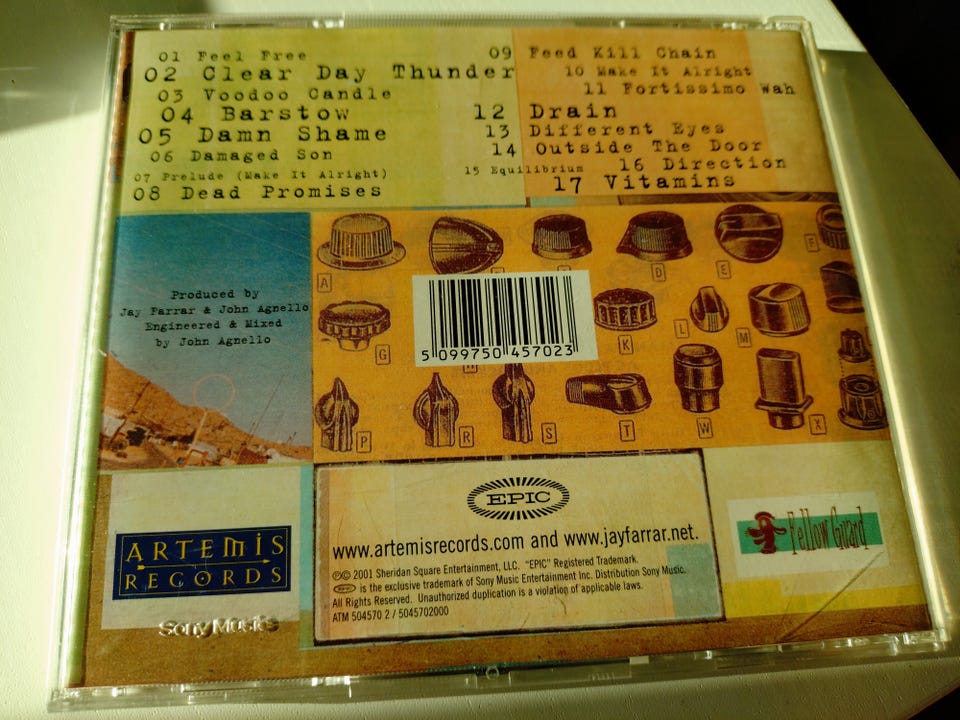 01 Feel Free
02 Clear Day Thunder
03 Voodoo Candle
04 Barstow
05 Damn Shame
06 Damaged Son
07 Prelude (Make It Alright)
08 Dead Promises
09 Feed Kill Chain
10 Make It Alright
11 Fortissimo Wah
12 Drain
13 Different Eyes
14 Outside The Door
15 Equilibrium
16 Direction
17 Vitamins
Produced by
Jay Farrar & John Agnello
Engineered & Mixed
by John Agnello
A
D
E
F
5 099750 457023
G
K
L
M
P
R
S
T
W
X
EPIC
www.artemisrecords.com and www.jayfarrar.net.
℗© 2001 Sheridan Square Entertainment, LLC. "EPIC" Registered Trademark.
EPIC is the exclusive trademark of Sony Music Entertainment Inc. Distribution Sony Music.
All Rights Reserved. Unauthorized duplication is a violation of applicable laws.
ATM 504570 2 / 5045702000
ARTEMIS
RECORDS
Sony Music
Fellow Guard